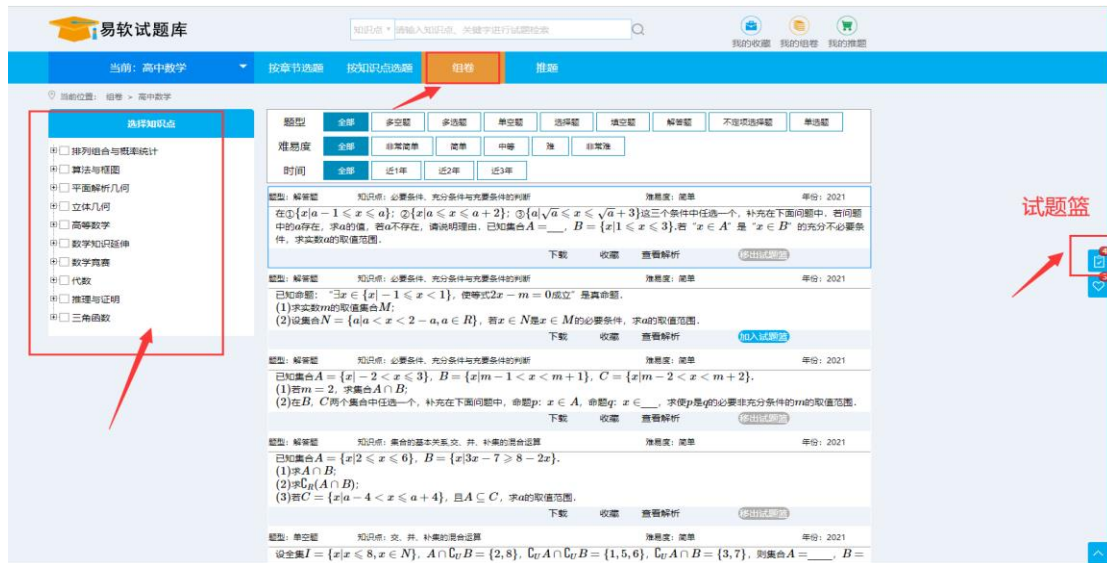 易软试题库
知识点 请输入知识点、关键字进行试题检索
我的收藏 我的组卷 我的推题
当前：高中数学 按章节选题 按知识点选题 组卷 推题
当前位置： 组卷 > 高中数学
选择知识点
排列组合与概率统计
算法与框图
平面解析几何
立体几何
高等数学
数学知识延伸
数学竞赛
代数
推理与证明
三角函数
题型 全部 多空题 多选题 单空题 选择题 填空题 解答题 不定项选择题 单选题
难易度 全部 非常简单 简单 中等 难 非常难
时间 全部 近1年 近2年 近3年
题型：解答题 知识点：必要条件、充分条件与充要条件的判断 难易度：简单 年份：2021
在①{x|a − 1 ⩽ x ⩽ a}；②{x|a ⩽ x ⩽ a + 2}；③{a|√a ⩽ x ⩽ √a + 3}这三个条件中任选一个，补充在下面问题中，若问题
中的a存在，求a的值，若a不存在，请说明理由．已知集合A =___，B = {x|1 ⩽ x ⩽ 3}.若“x ∈ A”是“x ∈ B”的充分不必要条
件，求实数a的取值范围．
下载 收藏 查看解析 移出试题篮
题型：解答题 知识点：必要条件、充分条件与充要条件的判断 难易度：简单 年份：2021
已知命题：“∃x ∈ {x| − 1 ⩽ x < 1}，使等式2x − m = 0成立”是真命题．
(1)求实数m的取值集合M;
(2)设集合N = {a|a < x < 2 − a, a ∈ R}，若x ∈ N是x ∈ M的必要条件，求a的取值范围．
下载 收藏 查看解析 加入试题篮
题型：解答题 知识点：必要条件、充分条件与充要条件的判断 难易度：简单 年份：2021
已知集合A = {x| − 2 < x ⩽ 3}，B = {x|m − 1 < x < m + 1}，C = {x|m − 2 < x < m + 2}.
(1)若m = 2，求集合A ∩ B;
(2)在B，C两个集合中任选一个，补充在下面问题中，命题p：x ∈ A，命题q：x ∈___，求使p是q的必要非充分条件的m的取值范围．
下载 收藏 查看解析 移出试题篮
题型：解答题 知识点：集合的基本关系,交、并、补集的混合运算 难易度：简单 年份：2021
已知集合A = {x|2 ⩽ x ⩽ 6}，B = {x|3x − 7 ⩾ 8 − 2x}.
(1)求A ∩ B;
(2)求∁R(A ∩ B);
(3)若C = {x|a − 4 < x ⩽ a + 4}，且A ⊆ C，求a的取值范围．
下载 收藏 查看解析 移出试题篮
题型：单空题 知识点：交、并、补集的混合运算 难易度：简单 年份：2021
设全集I = {x|x ⩽ 8, x ∈ N}，A ∩ ∁UB = {2, 8}，∁UA ∩ ∁UB = {1, 5, 6}，∁UA ∩ B = {3, 7}，则集合A =____，B =
试题篮